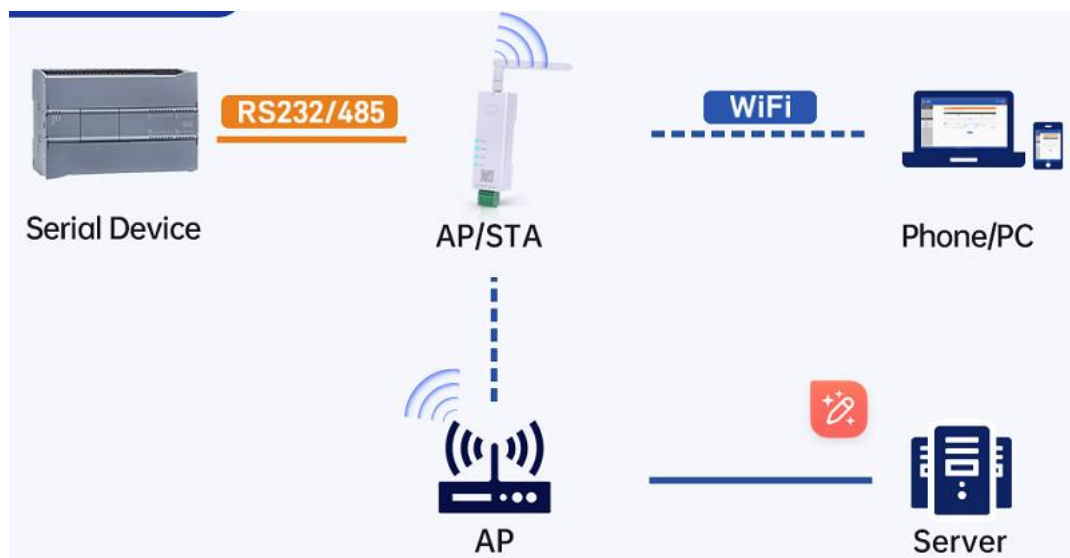 RS232/485
WiFi
Serial Device
AP/STA
Phone/PC
AP
Server